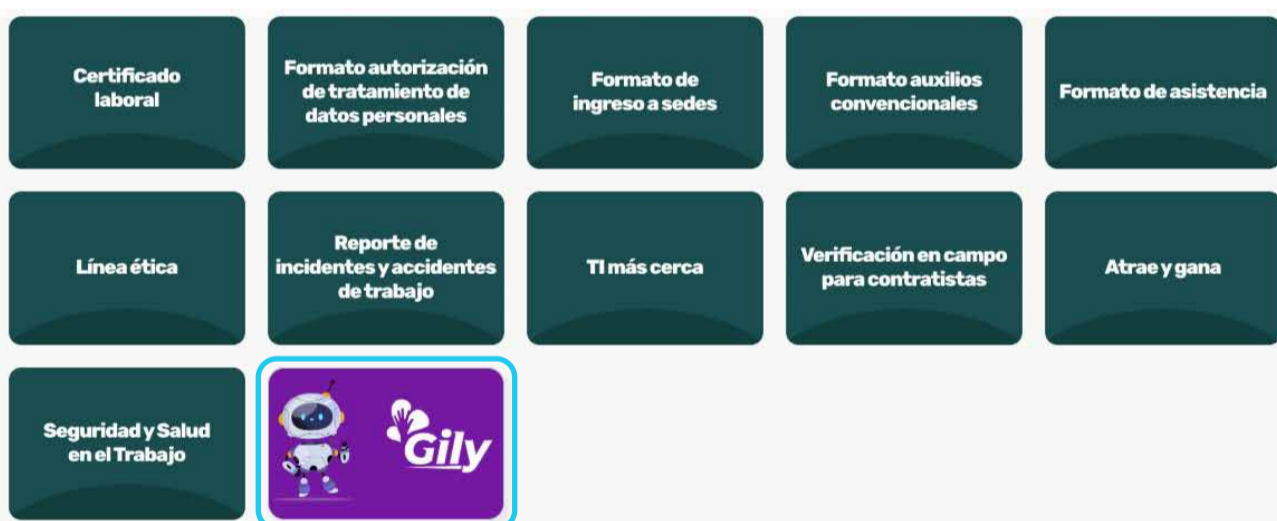 Certificado
laboral
Formato autorización
de tratamiento de
datos personales
Formato de
ingreso a sedes
Formato auxilios
convencionales
Formato de asistencia
Línea ética
Reporte de
incidentes y accidentes
de trabajo
TI más cerca
Verificación en campo
para contratistas
Atrae y gana
Seguridad y Salud
en el Trabajo
Gily